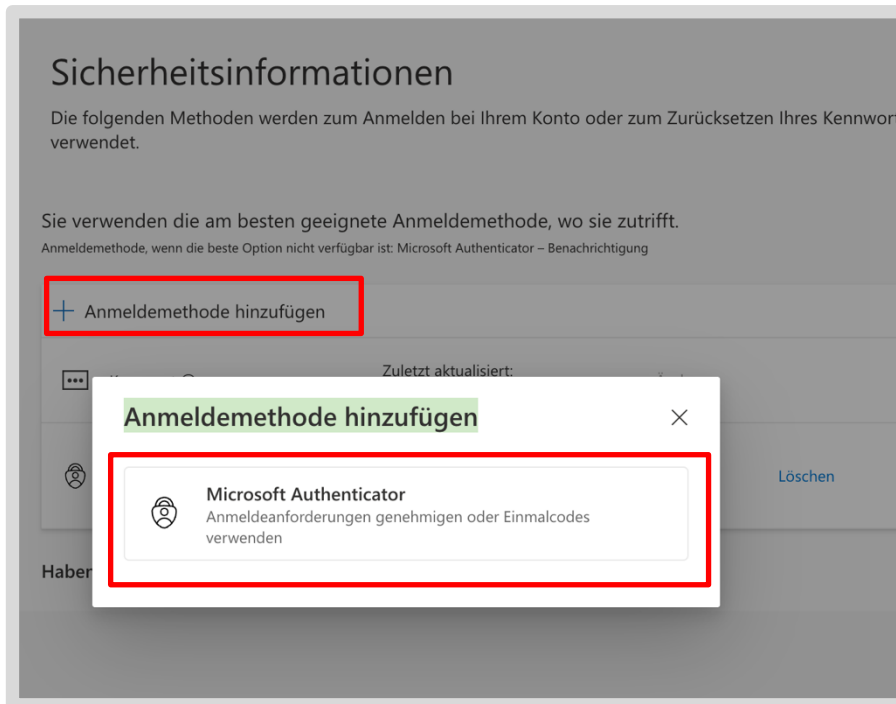 Sicherheitsinformationen
Die folgenden Methoden werden zum Anmelden bei Ihrem Konto oder zum Zurücksetzen Ihres
verwendet.
Sie verwenden die am besten geeignete Anmeldemethode, wo sie zutrifft.
Anmeldemethode, wenn die beste Option nicht verfügbar ist: Microsoft Authenticator – Benachrichtigung
+ Anmeldemethode hinzufügen
Zuletzt aktualisiert:
Anmeldemethode hinzufügen
Microsoft Authenticator
Anmeldeanforderungen genehmigen oder Einmalcodes
verwenden
Löschen